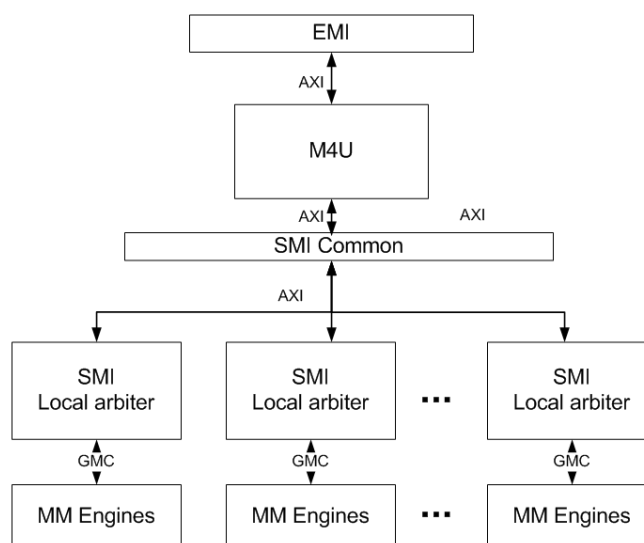 EMI
AXI
M4U
AXI
AXI
SMI Common
AXI
SMI
Local arbiter
SMI
Local arbiter
...
SMI
Local arbiter
GMC
GMC
GMC
MM Engines
MM Engines
...
MM Engines